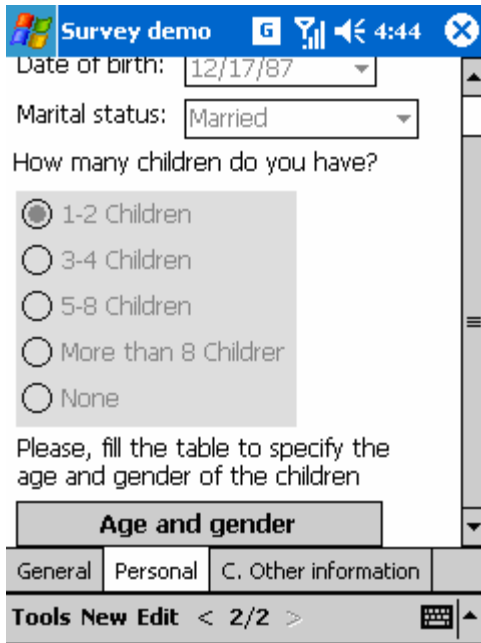 Survey demo G 4:44
Date of birth: 12/17/87
Marital status: Married
How many children do you have?
1-2 Children
3-4 Children
5-8 Children
More than 8 Childrer
None
Please, fill the table to specify the
age and gender of the children
Age and gender
General Personal C. Other information
Tools New Edit < 2/2 >